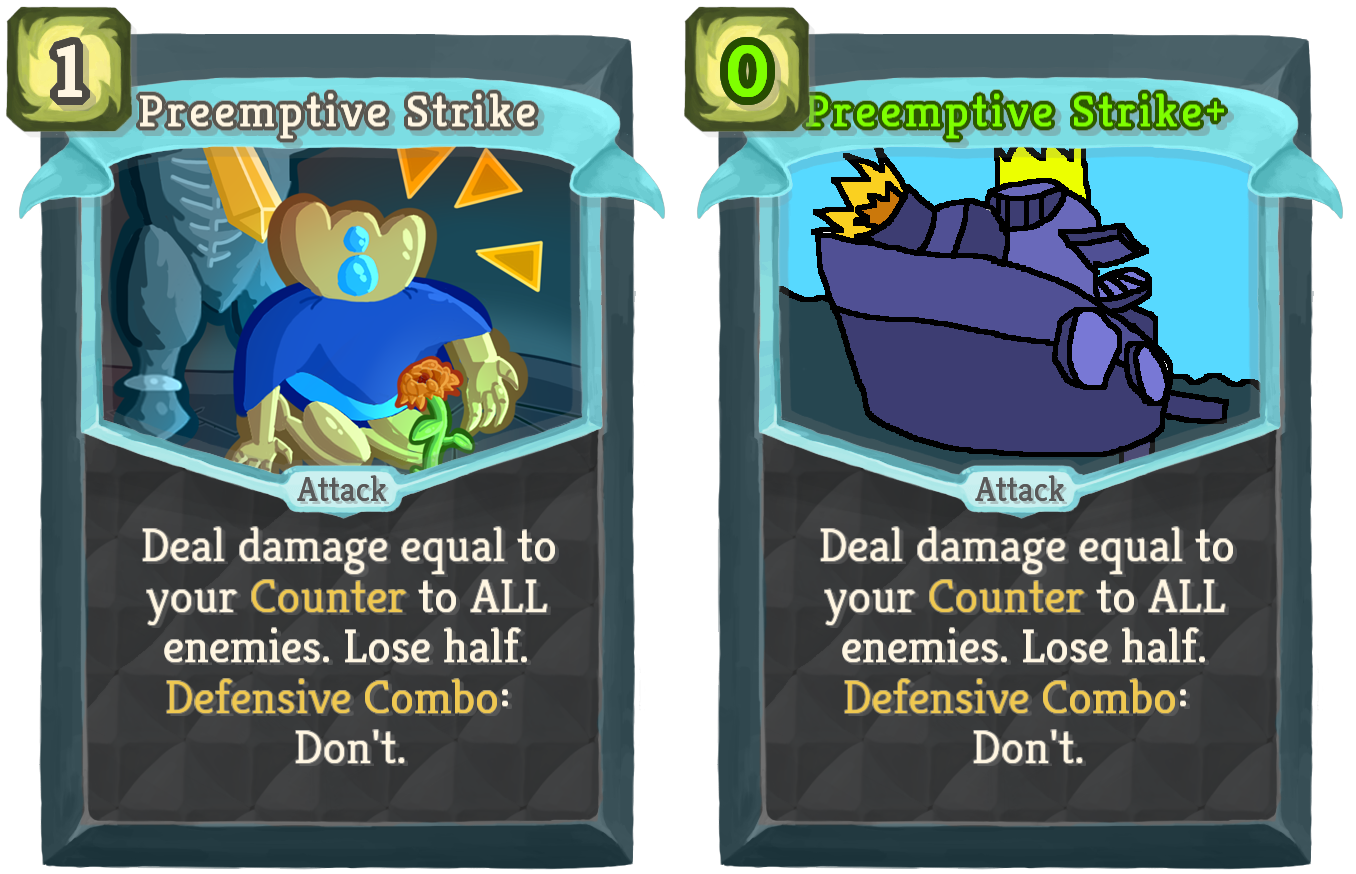 1
Preemptive Strike
Attack
Deal damage equal to
your Counter to ALL
enemies. Lose half.
Defensive Combo:
Don't.
0
Preemptive Strike+
Attack
Deal damage equal to
your Counter to ALL
enemies. Lose half.
Defensive Combo:
Don't.